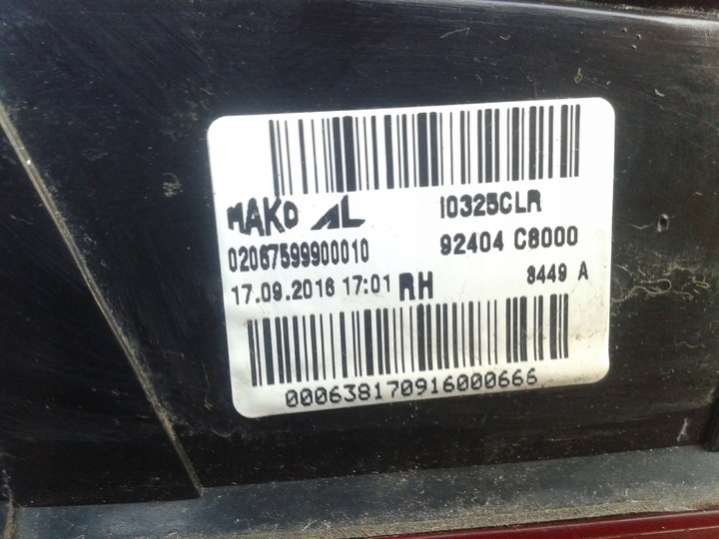 MAKO AL
I0325CLR
02067599900010
92404 C8000
17.09.2016 17:01 RH
8449 A
000638170916000666